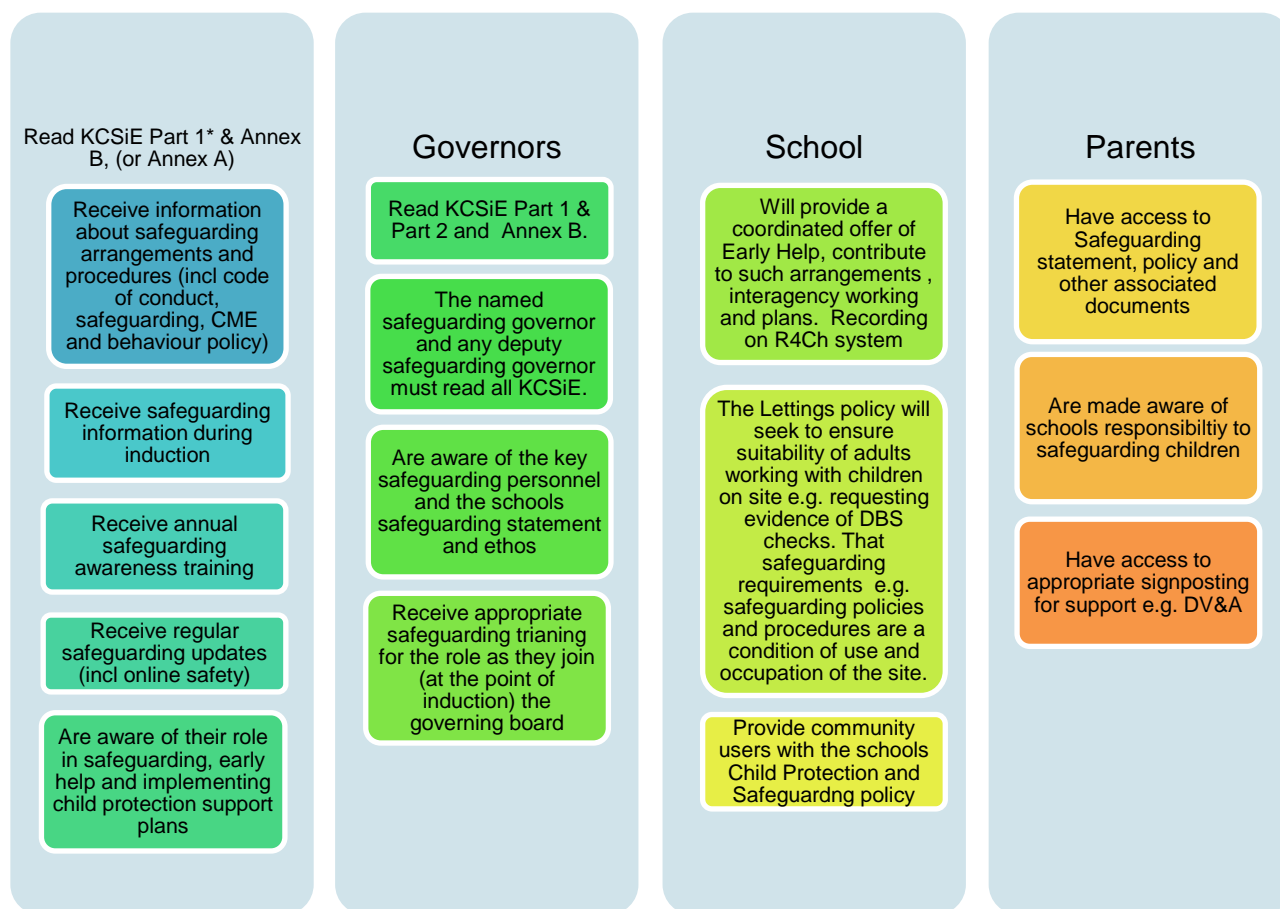 Read KCSiE Part 1* & Annex
B, (or Annex A)
Receive information
about safeguarding
arrangements and
procedures (incl code
of conduct,
safeguarding, CME
and behaviour policy)
Receive safeguarding
information during
induction
Receive annual
safeguarding
awareness training
Receive regular
safeguarding updates
(incl online safety)
Are aware of their role
in safeguarding, early
help and implementing
child protection support
plans
Governors
Read KCSiE Part 1 &
Part 2 and Annex B.
The named
safeguarding governor
and any deputy
safeguarding governor
must read all KCSiE.
Are aware of the key
safeguarding personnel
and the schools
safeguarding statement
and ethos
Receive appropriate
safeguarding trianing
for the role as they join
(at the point of
induction) the
governing board
School
Will provide a
coordinated offer of
Early Help, contribute
to such arrangements ,
interagency working
and plans. Recording
on R4Ch system
The Lettings policy will
seek to ensure
suitability of adults
working with children
on site e.g. requesting
evidence of DBS
checks. That
safeguarding
requirements e.g.
safeguarding policies
and procedures are a
condition of use and
occupation of the site.
Provide community
users with the schools
Child Protection and
Safeguardng policy
Parents
Have access to
Safeguarding
statement, policy and
other associated
documents
Are made aware of
schools responsibiltiy to
safeguarding children
Have access to
appropriate signposting
for support e.g. DV&A